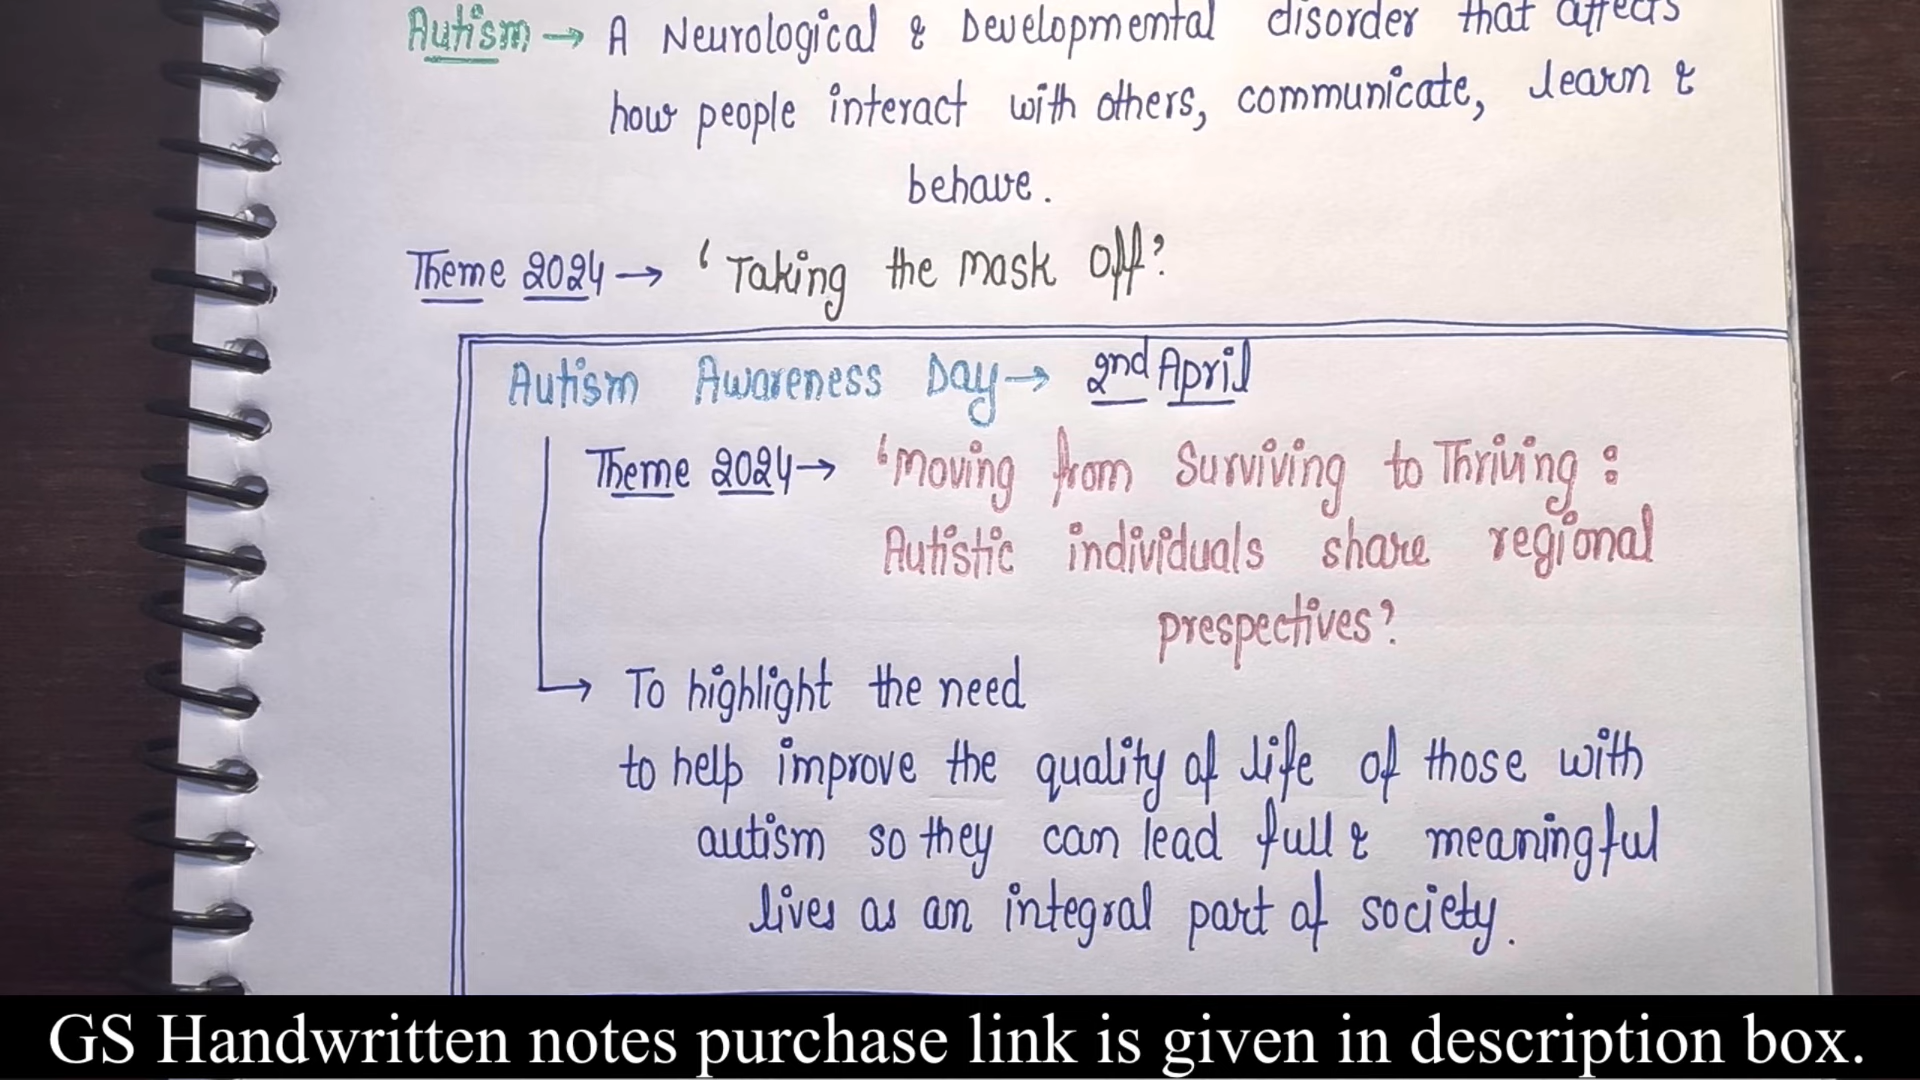 Autism → A Neurological & Developmental disorder that affects
how people interact with others, communicate, learn &
behave.
Theme 2024 → 'Taking the mask off'
Autism Awareness Day → 2nd April
Theme 2024 → 'Moving from Surviving to Thriving :
Autistic individuals share regional
prespectives'
→ To highlight the need
to help improve the quality of life of those with
autism so they can lead full & meaningful
lives as an integral part of society.
GS Handwritten notes purchase link is given in description box.